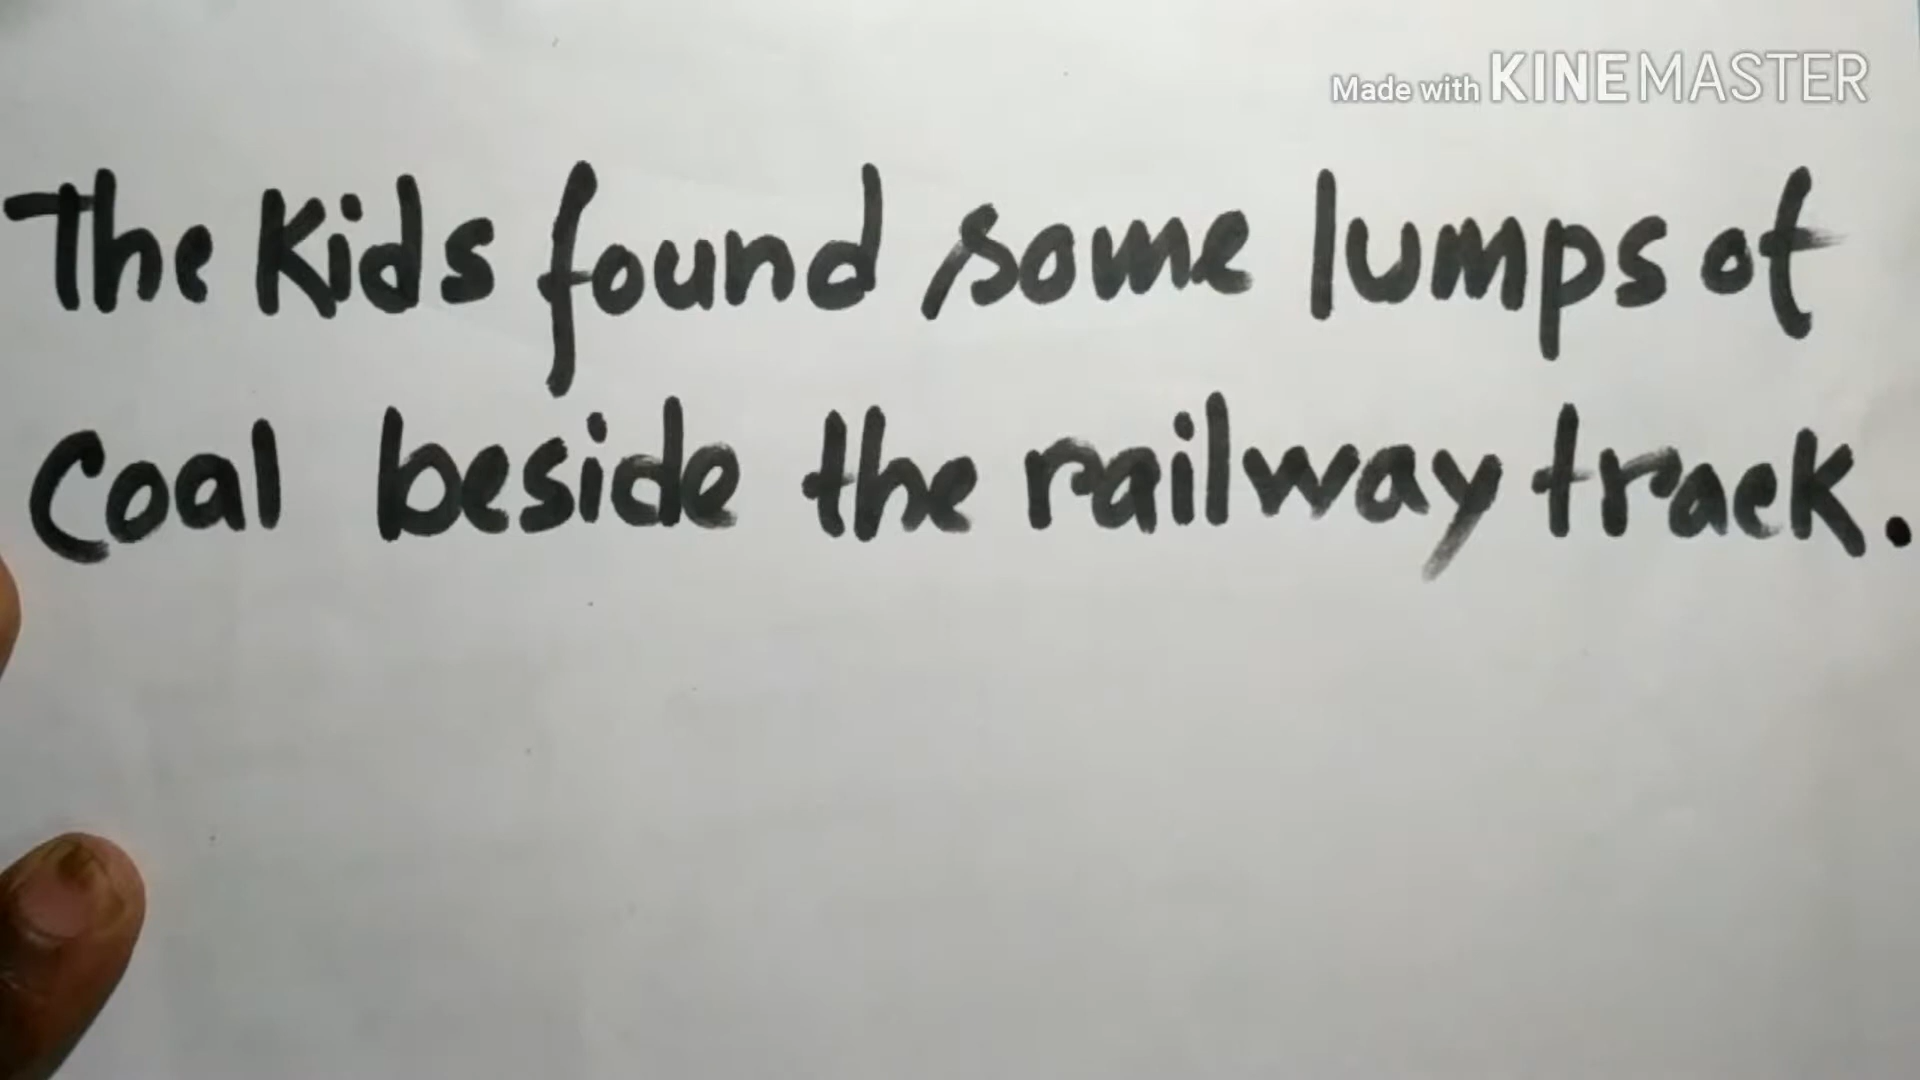 Made with KINEMASTER
The Kids found some lumps of
Coal beside the railway track.